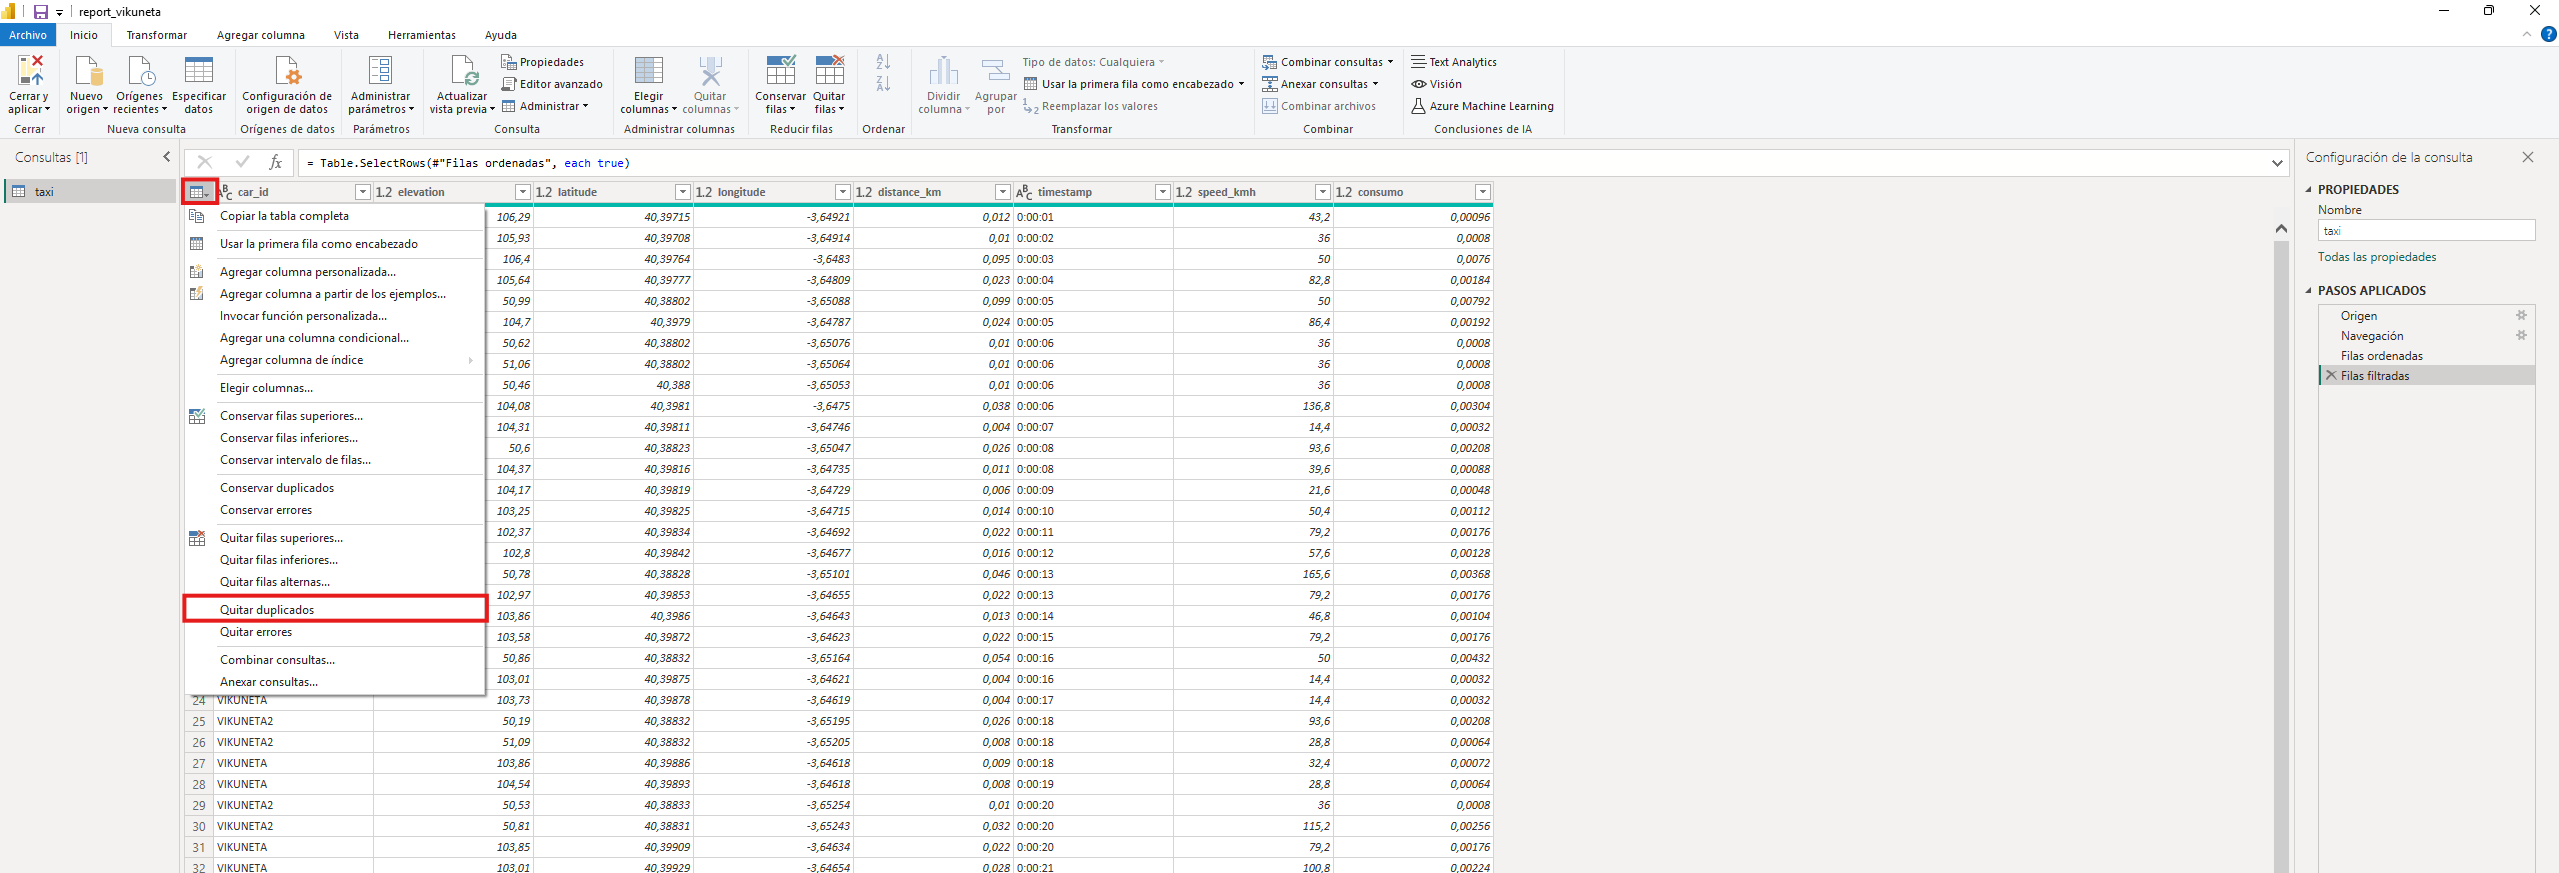 report_vikuneta
Archivo Inicio Transformar Agregar columna Vista Herramientas Ayuda
Cerrar y aplicar
Nuevo origen
Orígenes recientes
Especificar datos
Configuración de origen de datos
Administrar parámetros
Actualizar vista previa
Propiedades
Editor avanzado
Administrar
Elegir columnas
Quitar columnas
Conservar filas
Quitar filas
Dividir columna
Agrupar por
Tipo de datos: Cualquiera
Usar la primera fila como encabezado
Reemplazar los valores
Combinar consultas
Anexar consultas
Combinar archivos
Text Analytics
Visión
Azure Machine Learning
Cerrar Nueva consulta Orígenes de datos Parámetros Consulta Administrar columnas Reducir filas Ordenar Transformar Combinar Conclusiones de IA
Consultas [1]
taxi
fx = Table.SelectRows(#"Filas ordenadas", each true)
ABC car_id 1.2 elevation 1.2 latitude 1.2 longitude 1.2 distance_km ABC timestamp 1.2 speed_kmh 1.2 consumo
Copiar la tabla completa
Usar la primera fila como encabezado
Agregar columna personalizada...
Agregar columna a partir de los ejemplos...
Invocar función personalizada...
Agregar una columna condicional...
Agregar columna de índice
Elegir columnas...
Conservar filas superiores...
Conservar filas inferiores...
Conservar intervalo de filas...
Conservar duplicados
Conservar errores
Quitar filas superiores...
Quitar filas inferiores...
Quitar filas alternas...
Quitar duplicados
Quitar errores
Combinar consultas...
Anexar consultas...
106,29 40,39715 -3,64921 0,012 0:00:01 43,2 0,00096
105,93 40,39708 -3,64914 0,01 0:00:02 36 0,0008
106,4 40,39764 -3,6483 0,095 0:00:03 50 0,0076
105,64 40,39777 -3,64809 0,023 0:00:04 82,8 0,00184
50,99 40,38802 -3,65088 0,099 0:00:05 50 0,00792
104,7 40,3979 -3,64787 0,024 0:00:05 86,4 0,00192
50,62 40,38802 -3,65076 0,01 0:00:06 36 0,0008
51,06 40,38802 -3,65064 0,01 0:00:06 36 0,0008
50,46 40,388 -3,65053 0,01 0:00:06 36 0,0008
104,08 40,3981 -3,6475 0,038 0:00:06 136,8 0,00304
104,31 40,39811 -3,64746 0,004 0:00:07 14,4 0,00032
50,6 40,38823 -3,65047 0,026 0:00:08 93,6 0,00208
104,37 40,39816 -3,64735 0,011 0:00:08 39,6 0,00088
104,17 40,39819 -3,64729 0,006 0:00:09 21,6 0,00048
103,25 40,39825 -3,64715 0,014 0:00:10 50,4 0,00112
102,37 40,39834 -3,64692 0,022 0:00:11 79,2 0,00176
102,8 40,39842 -3,64677 0,016 0:00:12 57,6 0,00128
50,78 40,38828 -3,65101 0,046 0:00:13 165,6 0,00368
102,97 40,39853 -3,64655 0,022 0:00:13 79,2 0,00176
103,86 40,3986 -3,64643 0,013 0:00:14 46,8 0,00104
103,58 40,39872 -3,64623 0,022 0:00:15 79,2 0,00176
50,86 40,38832 -3,65164 0,054 0:00:16 50 0,00432
103,01 40,39875 -3,64621 0,004 0:00:16 14,4 0,00032
24 VIKUNETA 103,73 40,39878 -3,64619 0,004 0:00:17 14,4 0,00032
25 VIKUNETA2 50,19 40,38832 -3,65195 0,026 0:00:18 93,6 0,00208
26 VIKUNETA2 51,09 40,38832 -3,65205 0,008 0:00:18 28,8 0,00064
27 VIKUNETA 103,86 40,39886 -3,64618 0,009 0:00:18 32,4 0,00072
28 VIKUNETA 104,54 40,39893 -3,64618 0,008 0:00:19 28,8 0,00064
29 VIKUNETA2 50,53 40,38833 -3,65254 0,01 0:00:20 36 0,0008
30 VIKUNETA2 50,81 40,38831 -3,65243 0,032 0:00:20 115,2 0,00256
31 VIKUNETA 103,85 40,39909 -3,64634 0,022 0:00:20 79,2 0,00176
32 VIKUNETA 103,01 40,39929 -3,64654 0,028 0:00:21 100,8 0,00224
Configuración de la consulta
PROPIEDADES
Nombre
taxi
Todas las propiedades
PASOS APLICADOS
Origen
Navegación
Filas ordenadas
Filas filtradas